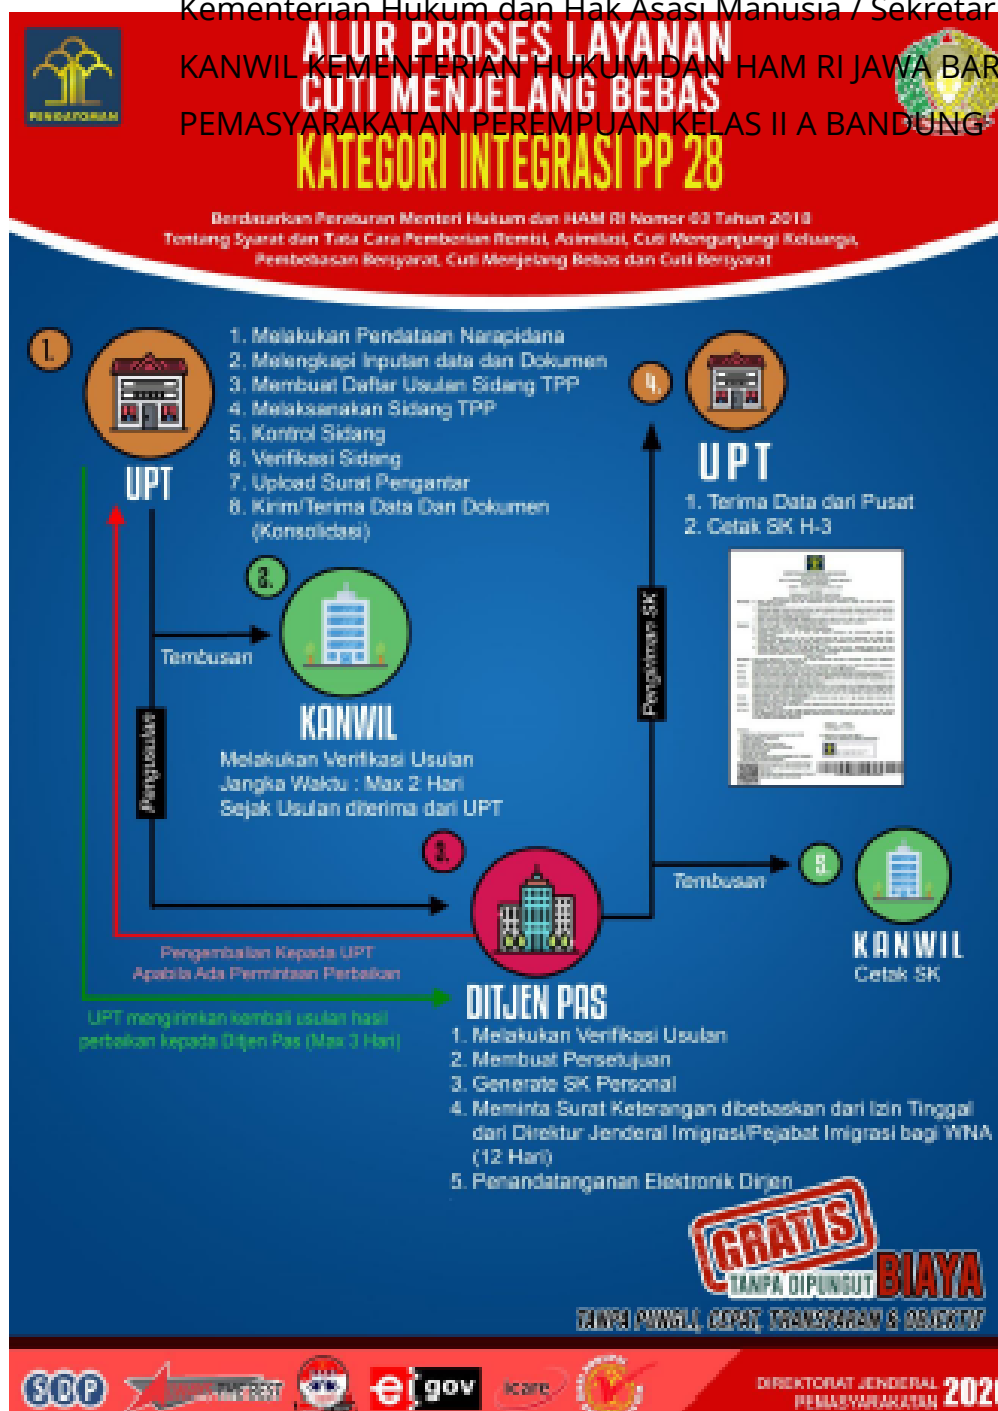 Kementerian Hukum dan Hak Asasi Manusia / Sekretar
KANWIL KEMENTERIAN HUKUM DAN HAM RI JAWA BAR
PEMASYARAKATAN PEREMPUAN KELAS II A BANDUNG
PENGAYOMAN
ALUR PROSES LAYANAN
CUTI MENJELANG BEBAS
KATEGORI INTEGRASI PP 28
Berdasarkan Peraturan Menteri Hukum dan HAM RI Nomor 03 Tahun 2018
Tentang Syarat dan Tata Cara Pemberian Remisi, Asimilasi, Cuti Mengunjungi Keluarga,
Pembebasan Bersyarat, Cuti Menjelang Bebas dan Cuti Bersyarat
1.
UPT
1. Melakukan Pendataan Narapidana
2. Melengkapi Inputan data dan Dokumen
3. Membuat Daftar Usulan Sidang TPP
4. Melaksanakan Sidang TPP
5. Kontrol Sidang
6. Verifikasi Sidang
7. Upload Surat Pengantar
8. Kirim/Terima Data Dan Dokumen
(Konsolidasi)
4.
UPT
1. Terima Data dari Pusat
2. Cetak SK H-3
Tembusan
KANWIL
Melakukan Verifikasi Usulan
Jangka Waktu : Max 2 Hari
Sejak Usulan diterima dari UPT
Pengusulan
Pengiriman SK
Tembusan
5.
KANWIL
Cetak SK
Pengembalian Kepada UPT
Apabila Ada Permintaan Perbaikan
UPT mengirimkan kembali usulan hasil
perbaikan kepada Ditjen Pas (Max 3 Hari)
DITJEN PAS
1. Melakukan Verifikasi Usulan
2. Membuat Persetujuan
3. Generate SK Personal
4. Meminta Surat Keterangan dibebaskan dari Izin Tinggal
dari Direktur Jenderal Imigrasi/Pejabat Imigrasi bagi WNA
(12 Hari)
5. Penandatanganan Elektronik Dirjen
GRATIS
TANPA DIPUNGUT BIAYA
TANPA PUNGLI, CEPAT, TRANSPARAN & OBJEKTIF
SDP
THE BEST
e gov
icare
DIREKTORAT JENDERAL
PEMASYARAKATAN